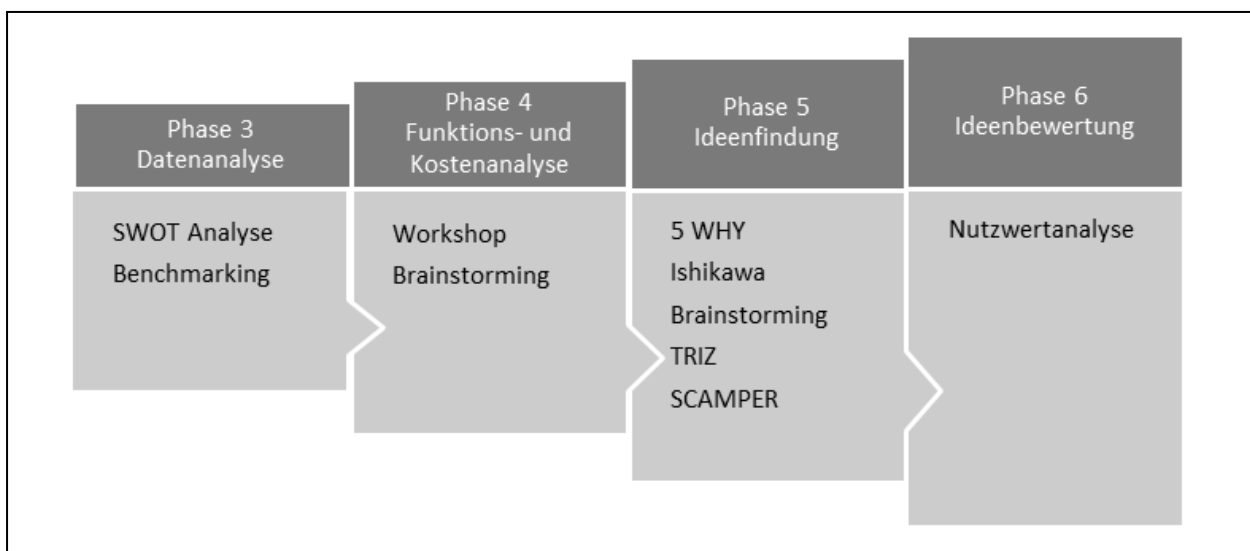 Phase 3
Datenanalyse
SWOT Analyse
Benchmarking
Phase 4
Funktions- und
Kostenanalyse
Workshop
Brainstorming
Phase 5
Ideenfindung
5 WHY
Ishikawa
Brainstorming
TRIZ
SCAMPER
Phase 6
Ideenbewertung
Nutzwertanalyse